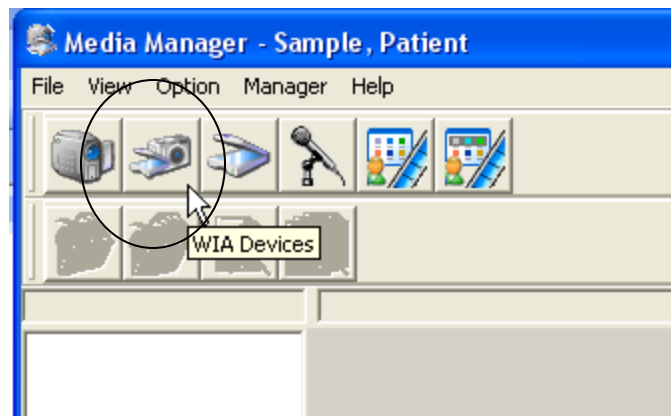 Media Manager - Sample, Patient
File View Option Manager Help
WIA Devices